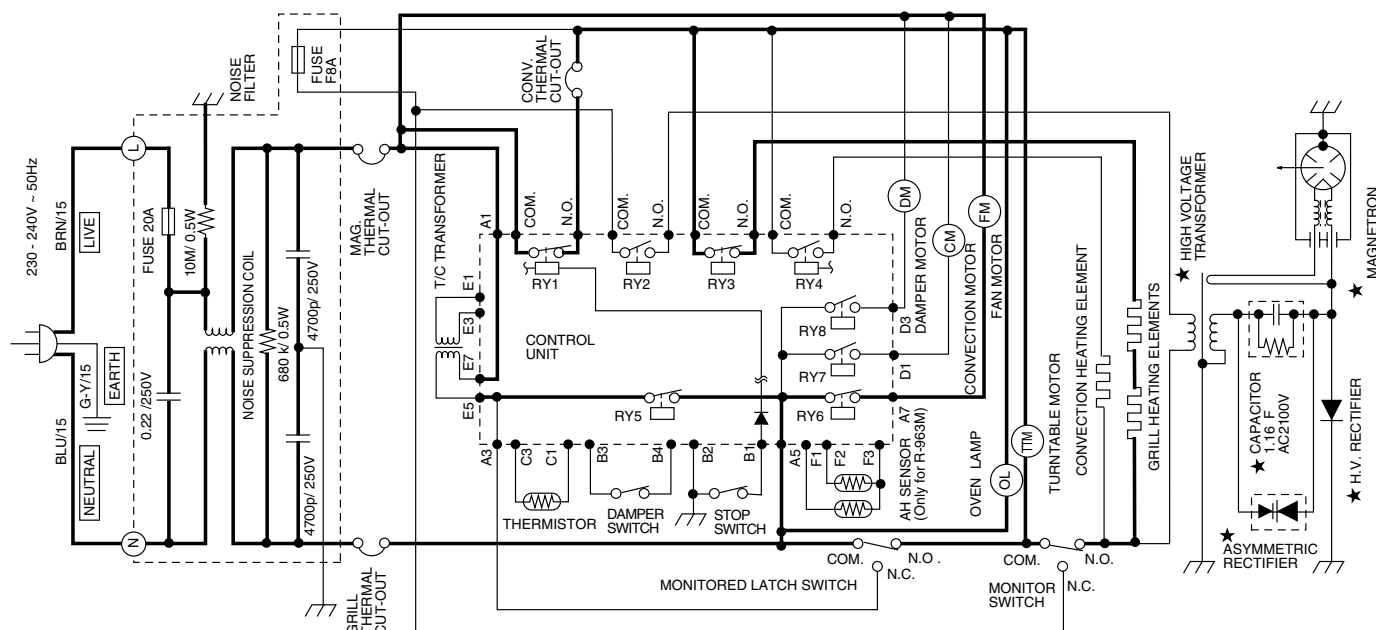 230 - 240V ~ 50Hz
BRN/15
LIVE
G-Y/15
EARTH
BLU/15
NEUTRAL
L
N
FUSE 20A
10M/ 0.5W
0.22 /250V
NOISE
FILTER
NOISE SUPPRESSION COIL
680 k/ 0.5W
4700p/ 250V
4700p/ 250V
FUSE
F8A
MAG.
THERMAL
CUT-OUT
GRILL
THERMAL
CUT-OUT
T/C TRANSFORMER
CONV.
THERMAL
CUT-OUT
A1
COM.
N.O.
COM.
N.O.
COM.
N.O.
COM.
N.O.
RY1
RY2
RY3
RY4
E1
E3
E7
E5
CONTROL
UNIT
RY8
RY7
RY5
RY6
D3
D1
A7
A3
C3
C1
B3
B4
B2
B1
A5
F1
F2
F3
THERMISTOR
DAMPER
SWITCH
STOP
SWITCH
AH SENSOR
(Only for R-963M)
DM
CM
FM
OL
TTM
DAMPER MOTOR
CONVECTION MOTOR
FAN MOTOR
OVEN LAMP
TURNTABLE MOTOR
CONVECTION HEATING ELEMENT
GRILL HEATING ELEMENTS
COM.
N.O .
N.C.
MONITORED LATCH SWITCH
COM.
N.O.
N.C.
MONITOR
SWITCH
★ HIGH VOLTAGE
TRANSFORMER
★ MAGNETRON
★ CAPACITOR
1.16 F
AC2100V
★ H.V. RECTIFIER
★ ASYMMETRIC
RECTIFIER